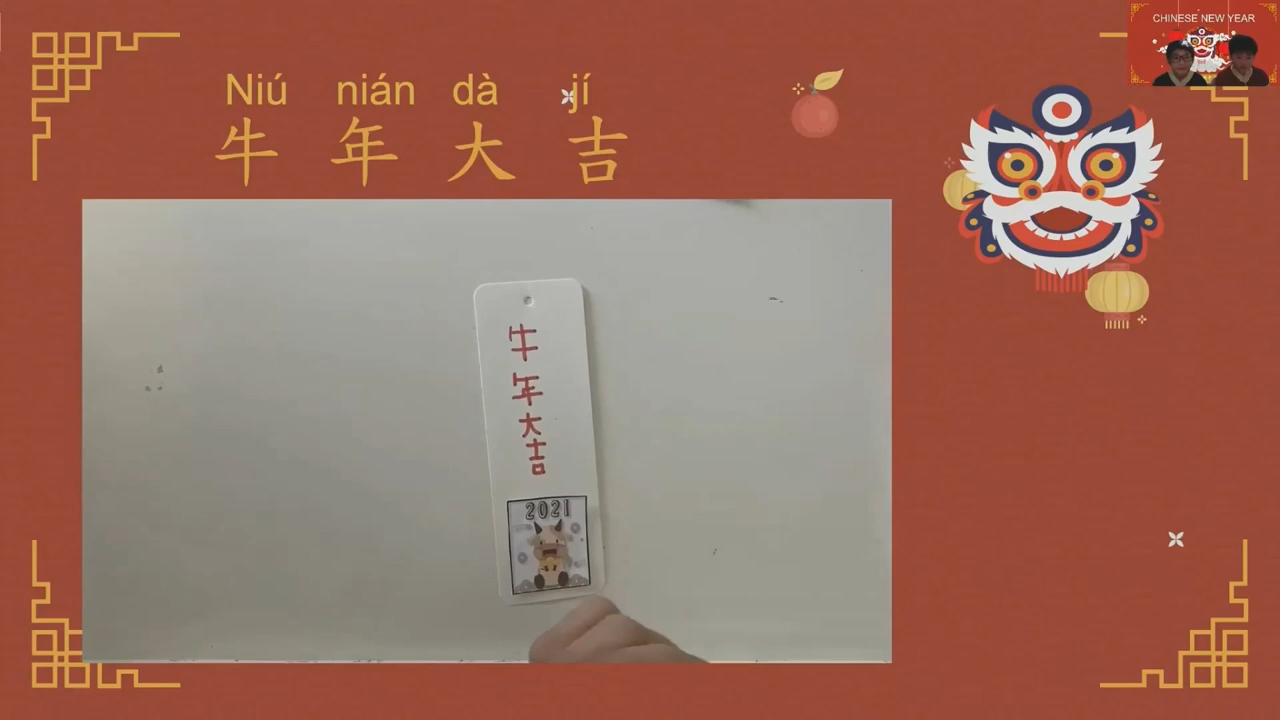 CHINESE NEW YEAR
Niú nián dà jí
牛 年 大 吉
牛
年
大
吉
2021